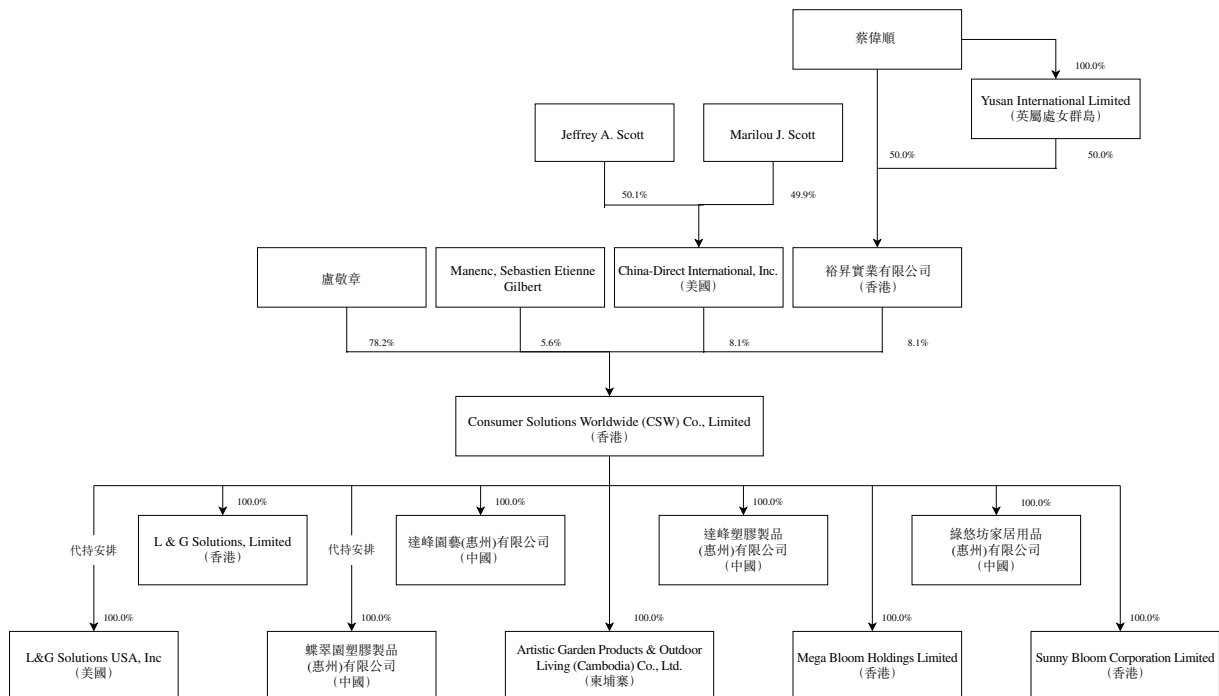 蔡偉順
100.0%
Yusan International Limited
(英屬處女群島)
Jeffrey A. Scott
Marilou J. Scott
50.0%
50.0%
50.1%
49.9%
盧敬章
Manenc, Sebastien Etienne
Gilbert
China-Direct International, Inc.
(美國)
裕昇實業有限公司
(香港)
78.2%
5.6%
8.1%
8.1%
Consumer Solutions Worldwide (CSW) Co., Limited
(香港)
100.0%
100.0%
100.0%
100.0%
代持安排
L & G Solutions, Limited
(香港)
代持安排
達峰園藝(惠州)有限公司
(中國)
達峰塑膠製品
(惠州)有限公司
(中國)
綠悠坊家居用品
(惠州)有限公司
(中國)
100.0%
100.0%
100.0%
100.0%
100.0%
L&G Solutions USA, Inc
(美國)
蝶翠園塑膠製品
(惠州)有限公司
(中國)
Artistic Garden Products & Outdoor
Living (Cambodia) Co., Ltd.
(柬埔寨)
Mega Bloom Holdings Limited
(香港)
Sunny Bloom Corporation Limited
(香港)